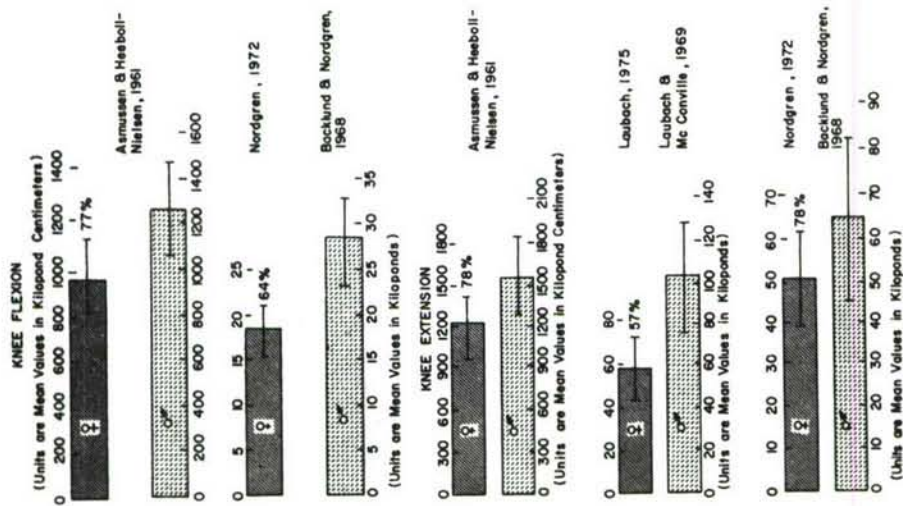 KNEE FLEXION
(Units are Mean Values in Kilopond Centimeters)
0 200 400 600 800 1000 1200 1400
♀ 77%
Asmussen & Heeboll-
Nielsen, 1961
♂
0 200 400 600 800 1000 1200 1400 1600
0 5 10 15 20 25
♀ 64%
Nordgren, 1972
♂
Backlund & Nordgren,
1968
0 5 10 15 20 25 30 35
(Units are Mean Values in Kiloponds)
KNEE EXTENSION
0 300 600 900 1200 1500 1800
♀ 78%
Asmussen & Heeboll-
Nielsen, 1961
♂
0 300 600 900 1200 1500 1800 2100
(Units are Mean Values in Kilopond Centimeters)
0 20 40 60 80
♀ 57%
Laubach, 1975
♂
Laubach &
Mc Conville, 1969
0 20 40 60 80 100 120 140
(Units are Mean Values in Kiloponds)
0 10 20 30 40 50 60 70
♀ 78%
Nordgren, 1972
♂
Backlund & Nordgren,
1968
0 10 20 30 40 50 60 70 80 90
(Units are Mean Values in Kiloponds)